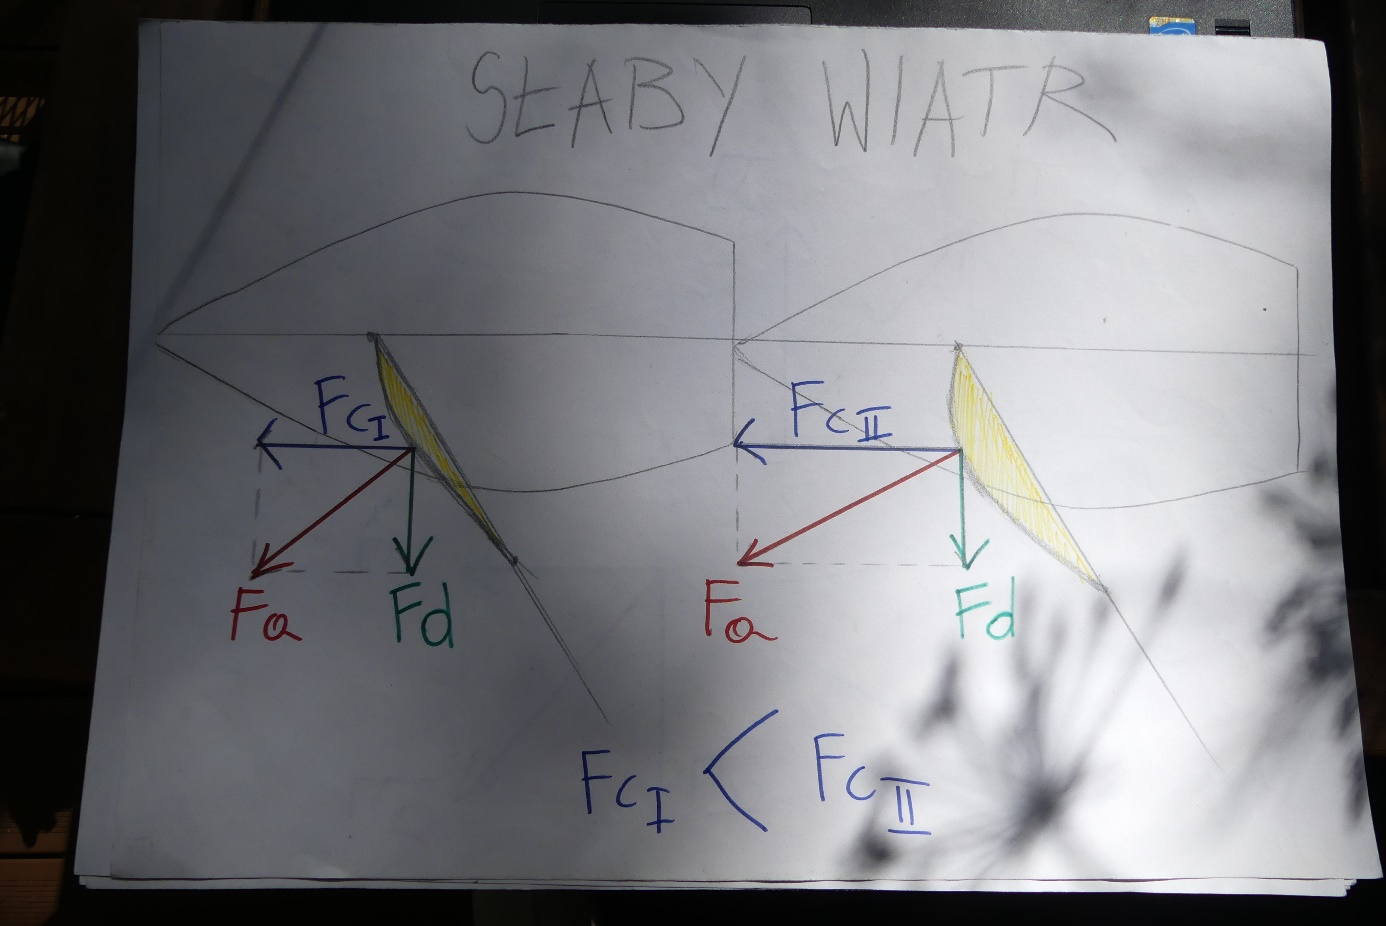 SŁABY WIATR
FcI
FcII
Fa
Fd
Fa
Fd
FcI < FcII